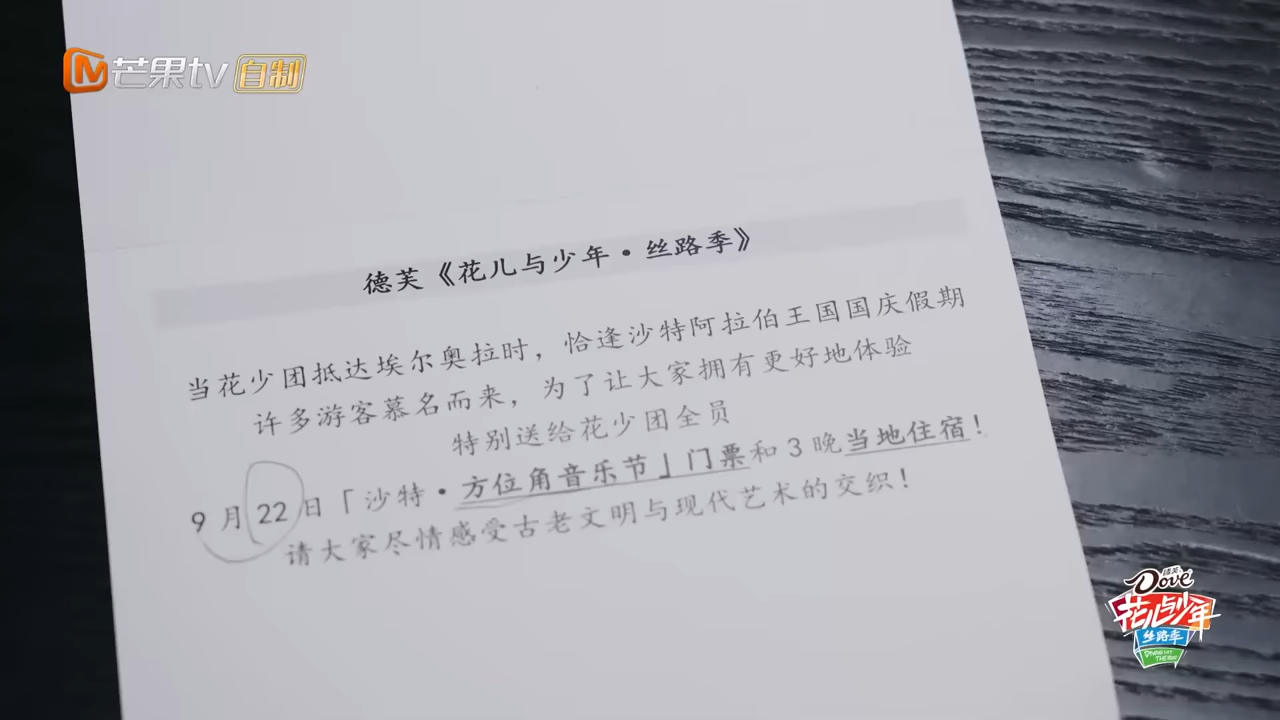 芒果tv 自制
德芙《花儿与少年·丝路季》
当花少团抵达埃尔奥拉时，恰逢沙特阿拉伯王国国庆假期
许多游客慕名而来，为了让大家拥有更好地体验
特别送给花少团全员
9月22日「沙特·方位角音乐节」门票和3晚当地住宿！
请大家尽情感受古老文明与现代艺术的交织！
德芙
Dove
花儿与少年
丝路季